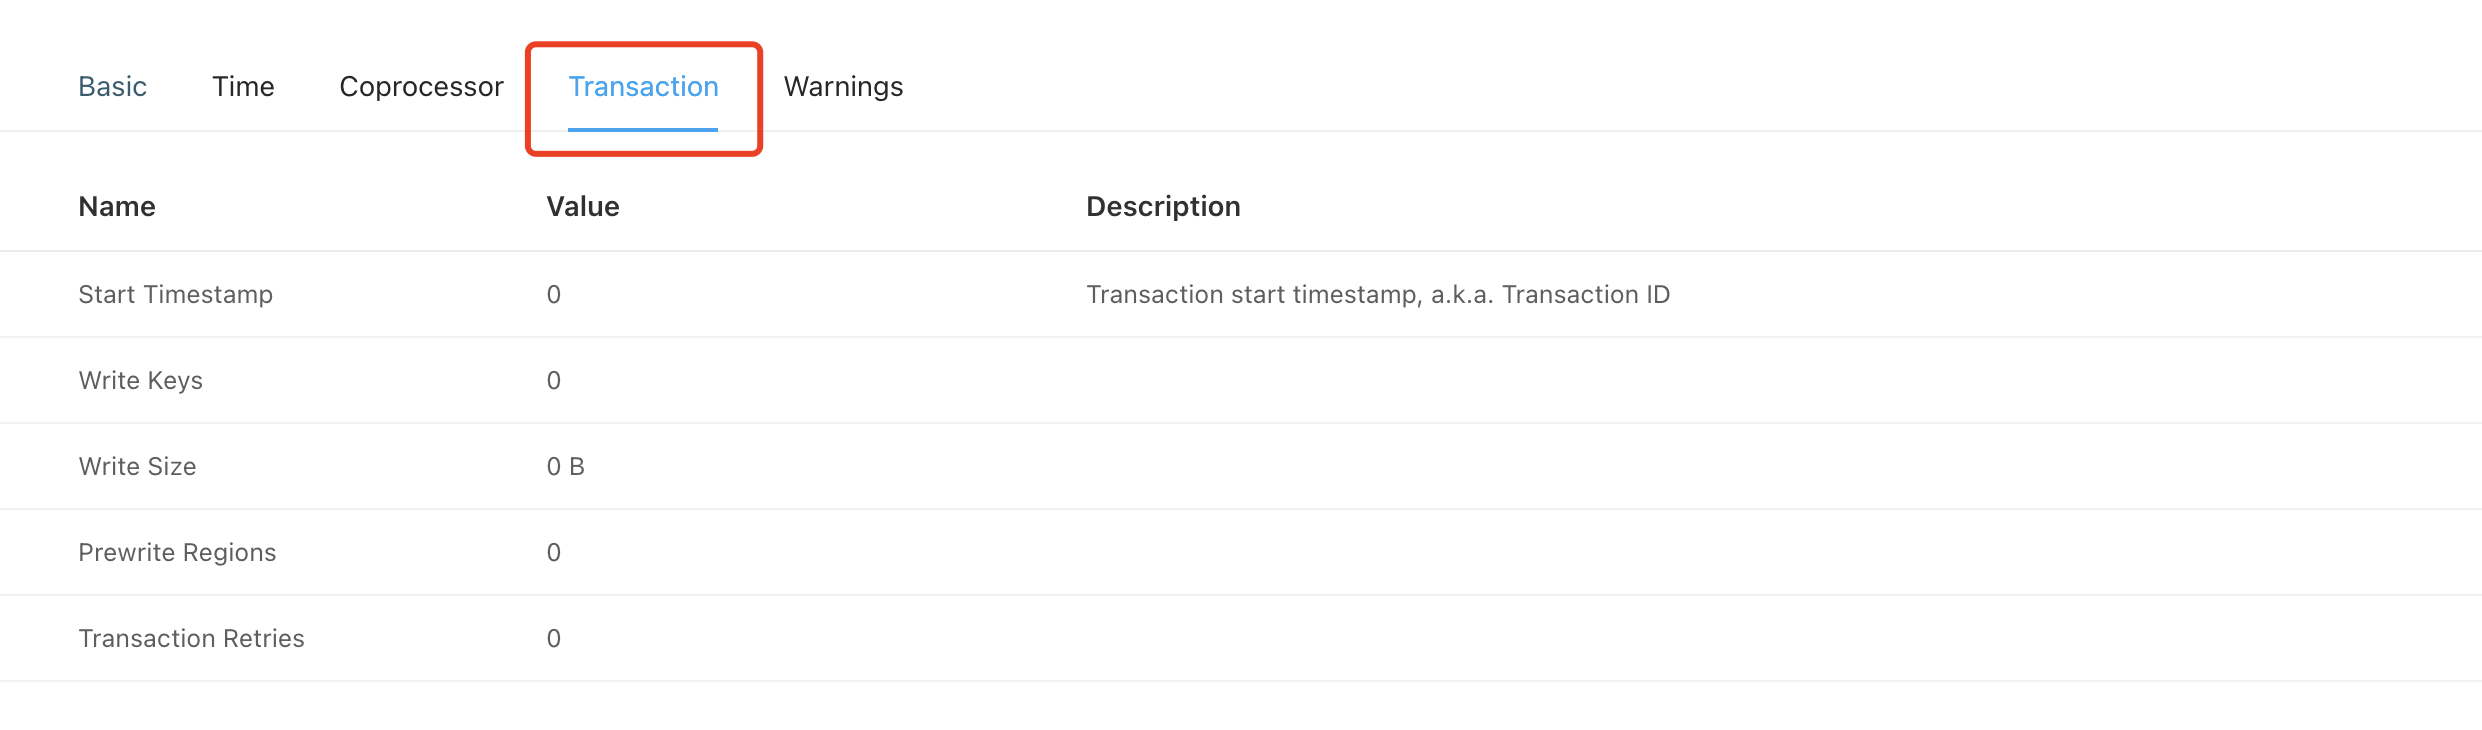 Basic Time Coprocessor Transaction Warnings
Name Value Description
Start Timestamp 0 Transaction start timestamp, a.k.a. Transaction ID
Write Keys 0
Write Size 0 B
Prewrite Regions 0
Transaction Retries 0